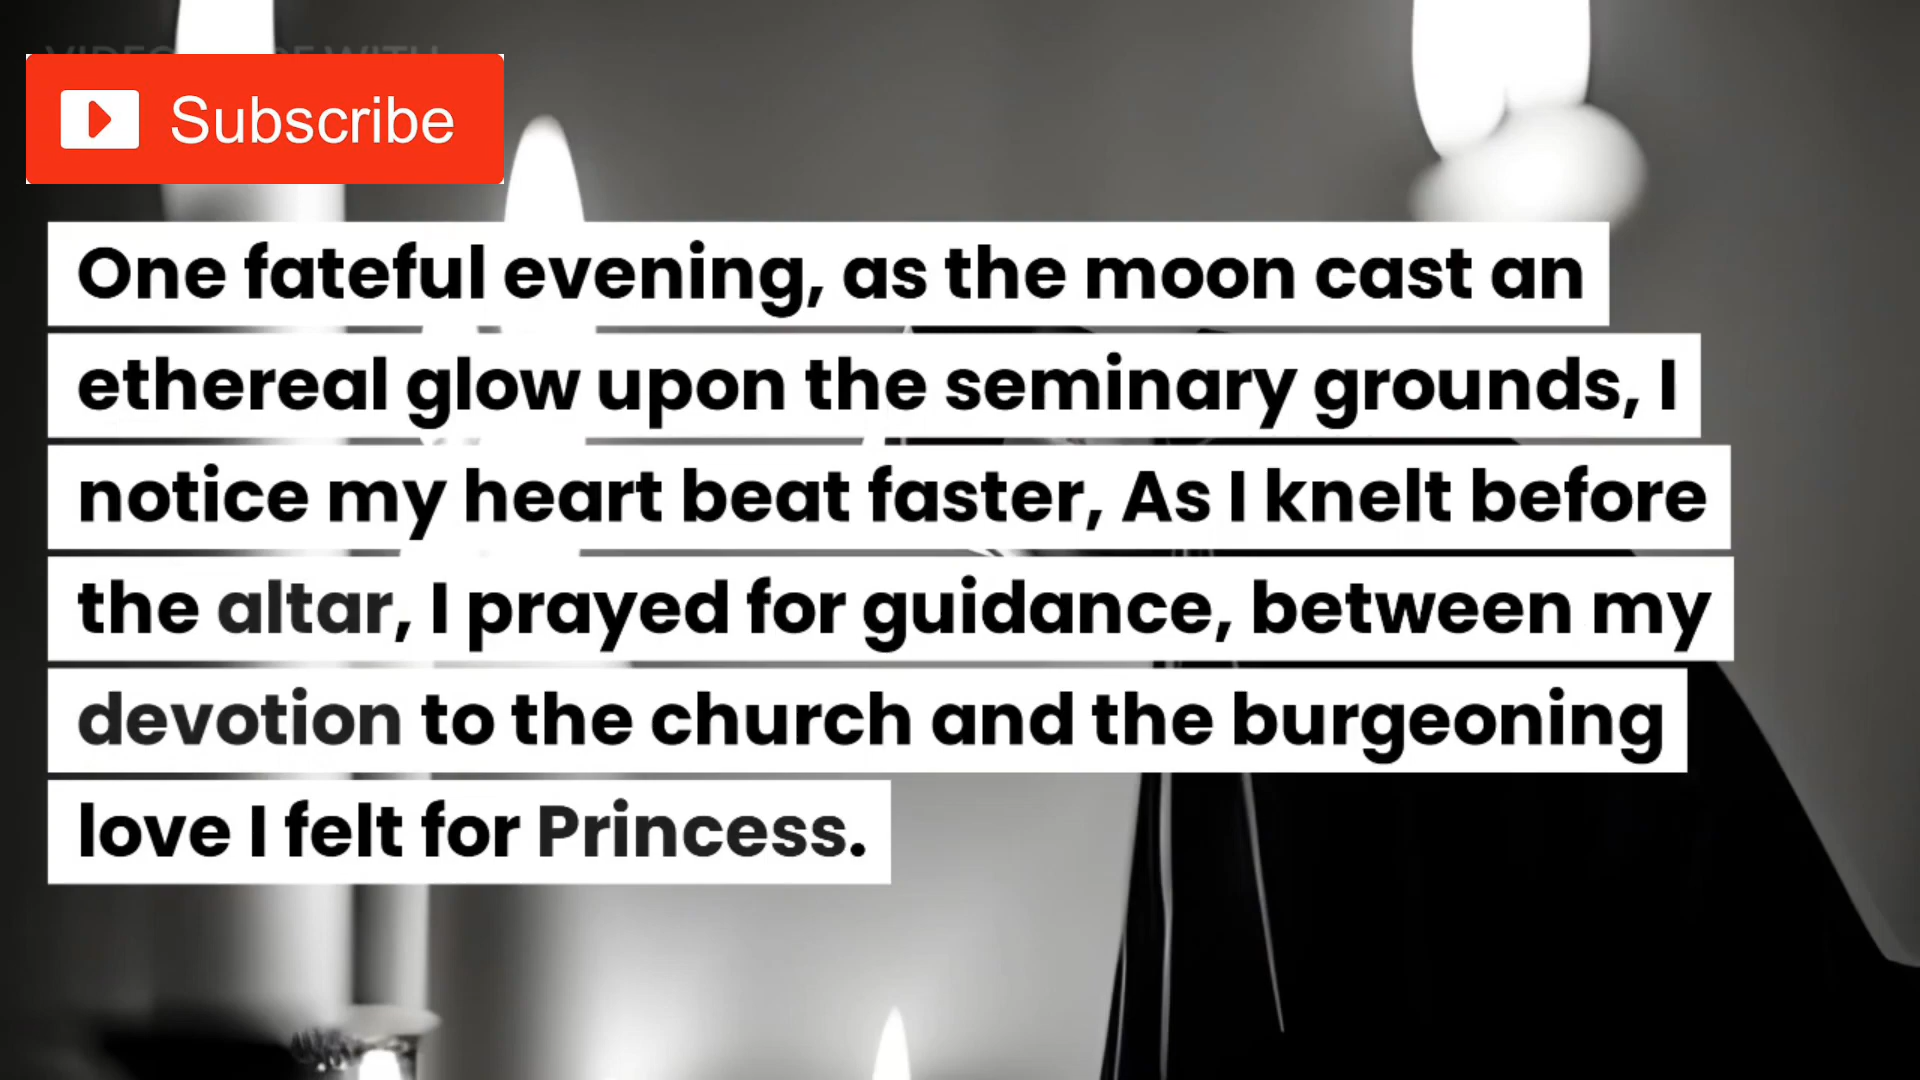 Subscribe
One fateful evening, as the moon cast an
ethereal glow upon the seminary grounds, I
notice my heart beat faster, As I knelt before
the altar, I prayed for guidance, between my
devotion to the church and the burgeoning
love I felt for Princess.